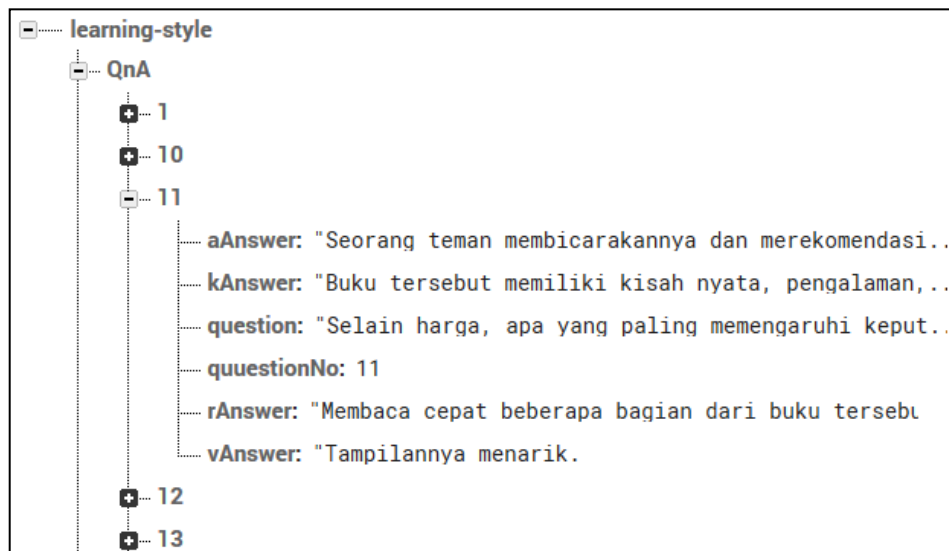 learning-style
QnA
1
10
11
aAnswer: "Seorang teman membicarakannya dan merekomendasi..
kAnswer: "Buku tersebut memiliki kisah nyata, pengalaman,..
question: "Selain harga, apa yang paling memengaruhi keput..
quuestionNo: 11
rAnswer: "Membaca cepat beberapa bagian dari buku tersebu
vAnswer: "Tampilannya menarik.
12
13